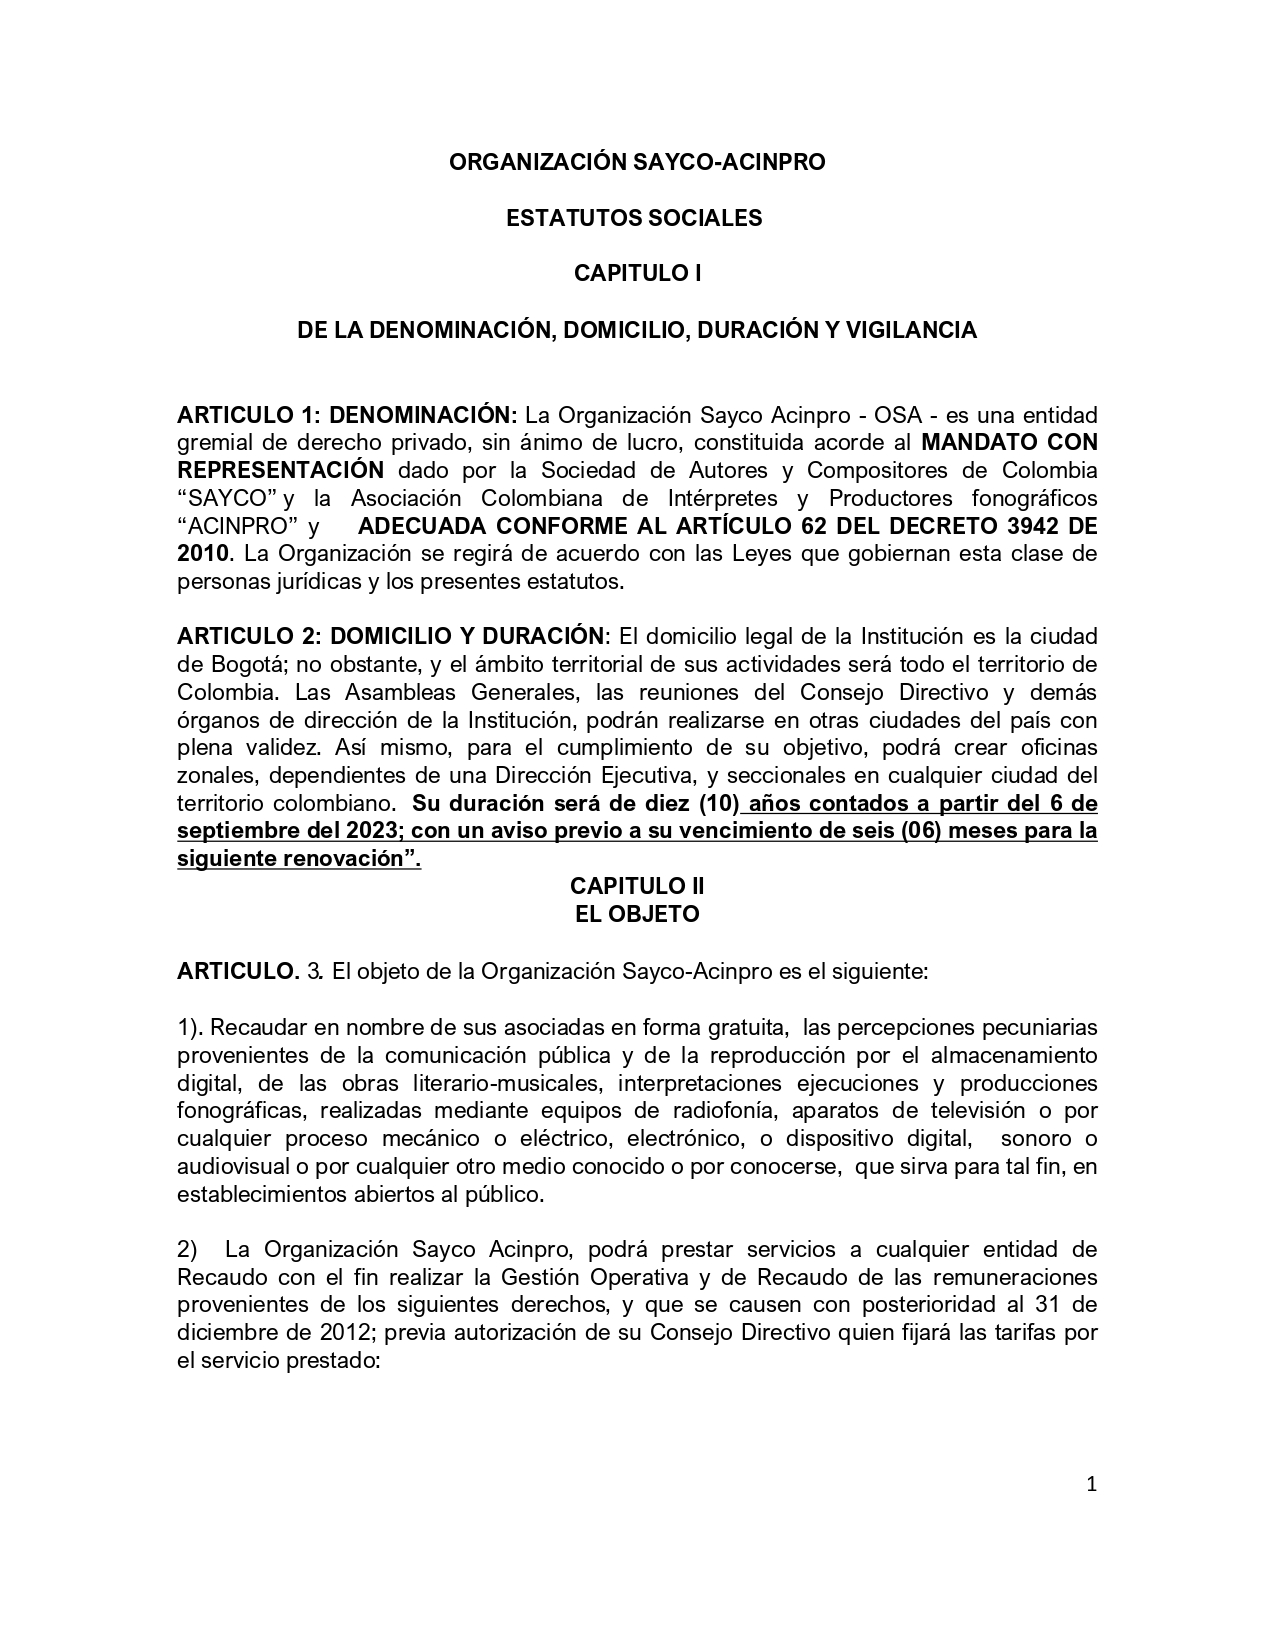 ORGANIZACIÓN SAYCO-ACINPRO
ESTATUTOS SOCIALES
CAPITULO I
DE LA DENOMINACIÓN, DOMICILIO, DURACIÓN Y VIGILANCIA
ARTICULO 1: DENOMINACIÓN: La Organización Sayco Acinpro - OSA - es una entidad
gremial de derecho privado, sin ánimo de lucro, constituida acorde al MANDATO CON
REPRESENTACIÓN dado por la Sociedad de Autores y Compositores de Colombia
“SAYCO” y la Asociación Colombiana de Intérpretes y Productores fonográficos
“ACINPRO” y ADECUADA CONFORME AL ARTÍCULO 62 DEL DECRETO 3942 DE
2010. La Organización se regirá de acuerdo con las Leyes que gobiernan esta clase de
personas jurídicas y los presentes estatutos.
ARTICULO 2: DOMICILIO Y DURACIÓN: El domicilio legal de la Institución es la ciudad
de Bogotá; no obstante, y el ámbito territorial de sus actividades será todo el territorio de
Colombia. Las Asambleas Generales, las reuniones del Consejo Directivo y demás
órganos de dirección de la Institución, podrán realizarse en otras ciudades del país con
plena validez. Así mismo, para el cumplimiento de su objetivo, podrá crear oficinas
zonales, dependientes de una Dirección Ejecutiva, y seccionales en cualquier ciudad del
territorio colombiano. Su duración será de diez (10) años contados a partir del 6 de
septiembre del 2023; con un aviso previo a su vencimiento de seis (06) meses para la
siguiente renovación”.
CAPITULO II
EL OBJETO
ARTICULO. 3. El objeto de la Organización Sayco-Acinpro es el siguiente:
1). Recaudar en nombre de sus asociadas en forma gratuita, las percepciones pecuniarias
provenientes de la comunicación pública y de la reproducción por el almacenamiento
digital, de las obras literario-musicales, interpretaciones ejecuciones y producciones
fonográficas, realizadas mediante equipos de radiofonía, aparatos de televisión o por
cualquier proceso mecánico o eléctrico, electrónico, o dispositivo digital, sonoro o
audiovisual o por cualquier otro medio conocido o por conocerse, que sirva para tal fin, en
establecimientos abiertos al público.
2) La Organización Sayco Acinpro, podrá prestar servicios a cualquier entidad de
Recaudo con el fin realizar la Gestión Operativa y de Recaudo de las remuneraciones
provenientes de los siguientes derechos, y que se causen con posterioridad al 31 de
diciembre de 2012; previa autorización de su Consejo Directivo quien fijará las tarifas por
el servicio prestado:
1